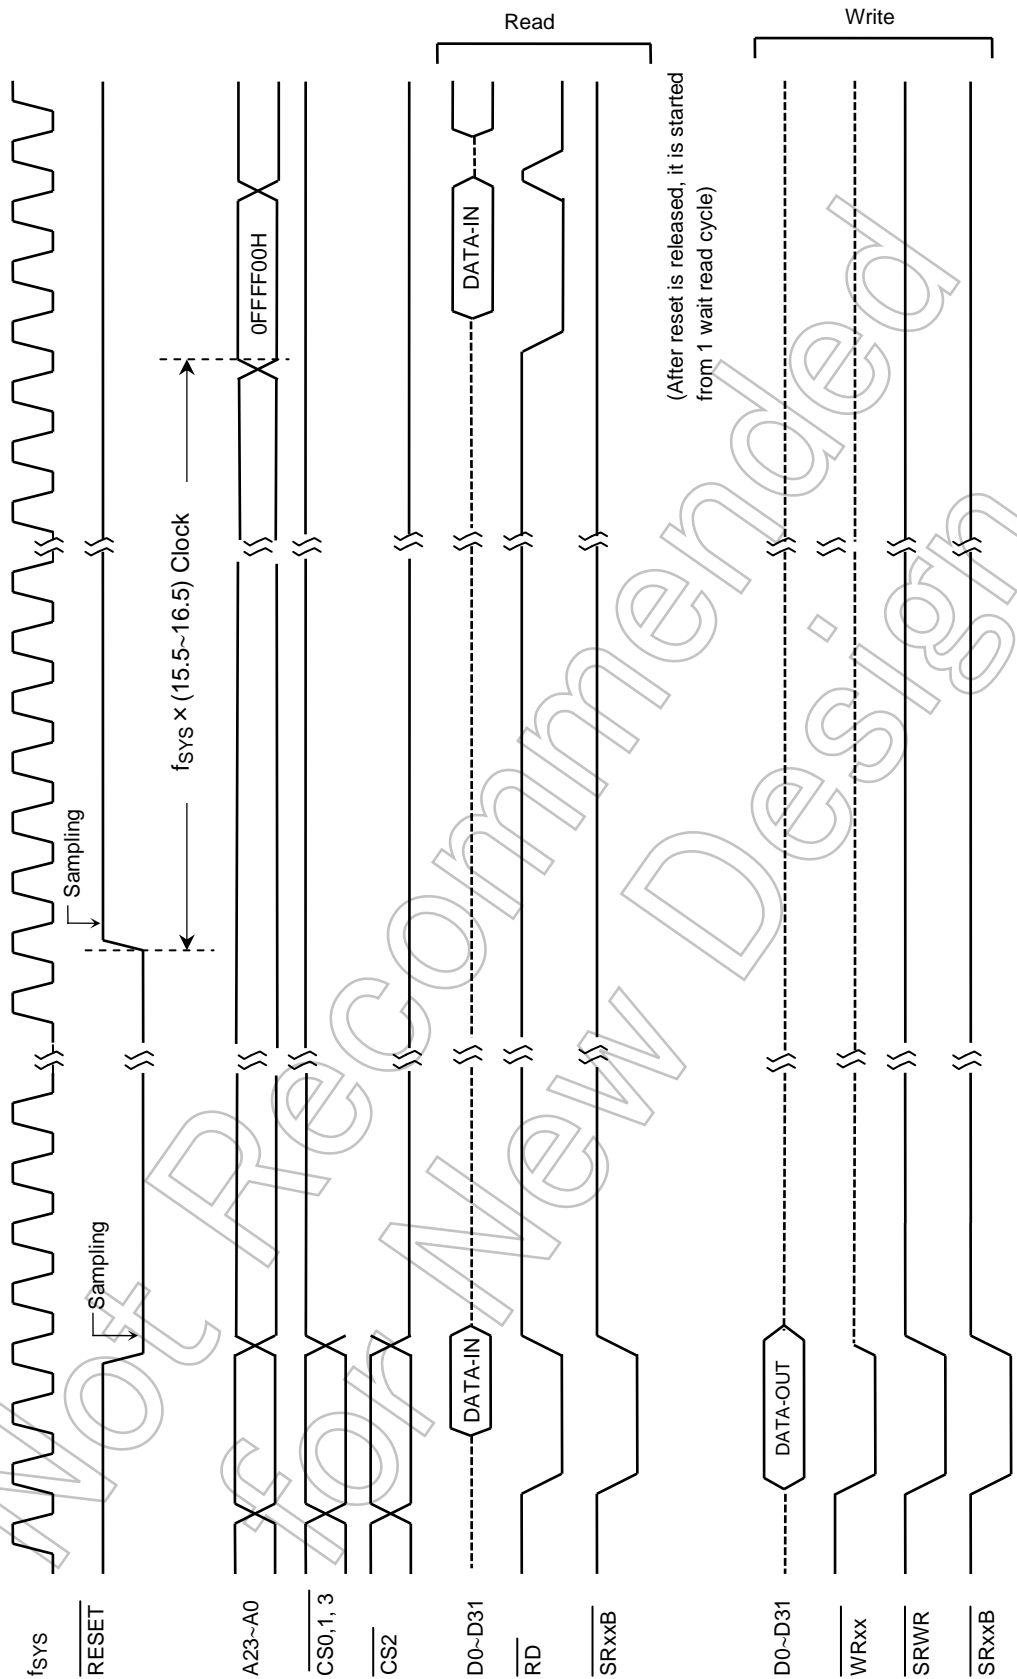 Read
Write
fSYS
RESET
Sampling
Sampling
fSYS × (15.5~16.5) Clock
A23~A0
0FFFF00H
CS0,1, 3
CS2
D0~D31
DATA-IN
DATA-IN
RD
SRxxB
(After reset is released, it is started
from 1 wait read cycle)
D0~D31
DATA-OUT
WRxx
SRWR
SRxxB
Not Recommended
for New Design